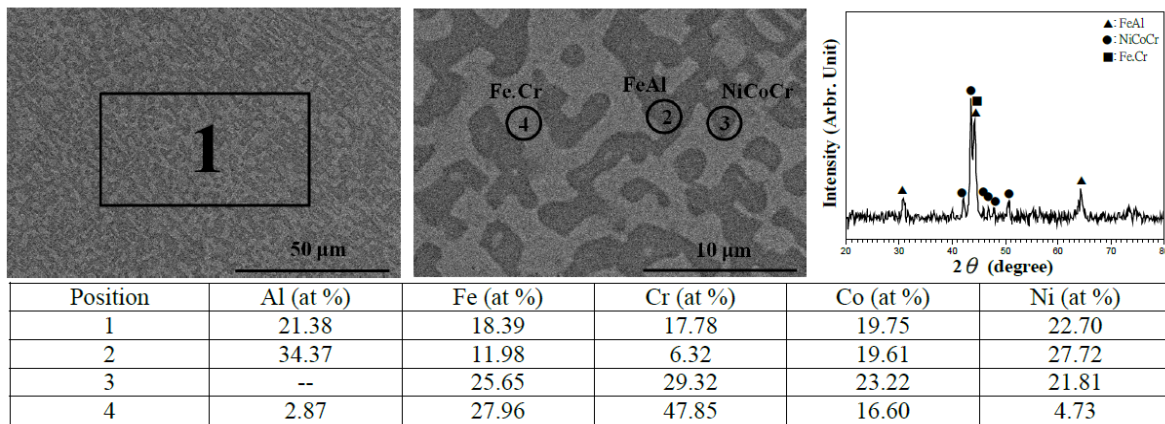 1
50 μm
Fe.Cr
FeAl
NiCoCr
4
2
3
10 μm
▲: FeAl
●: NiCoCr
■: Fe.Cr
Intensity (Arbr. Unit)
20 30 40 50 60 70 80
2θ (degree)
Position Al (at %) Fe (at %) Cr (at %) Co (at %) Ni (at %)
1 21.38 18.39 17.78 19.75 22.70
2 34.37 11.98 6.32 19.61 27.72
3 -- 25.65 29.32 23.22 21.81
4 2.87 27.96 47.85 16.60 4.73